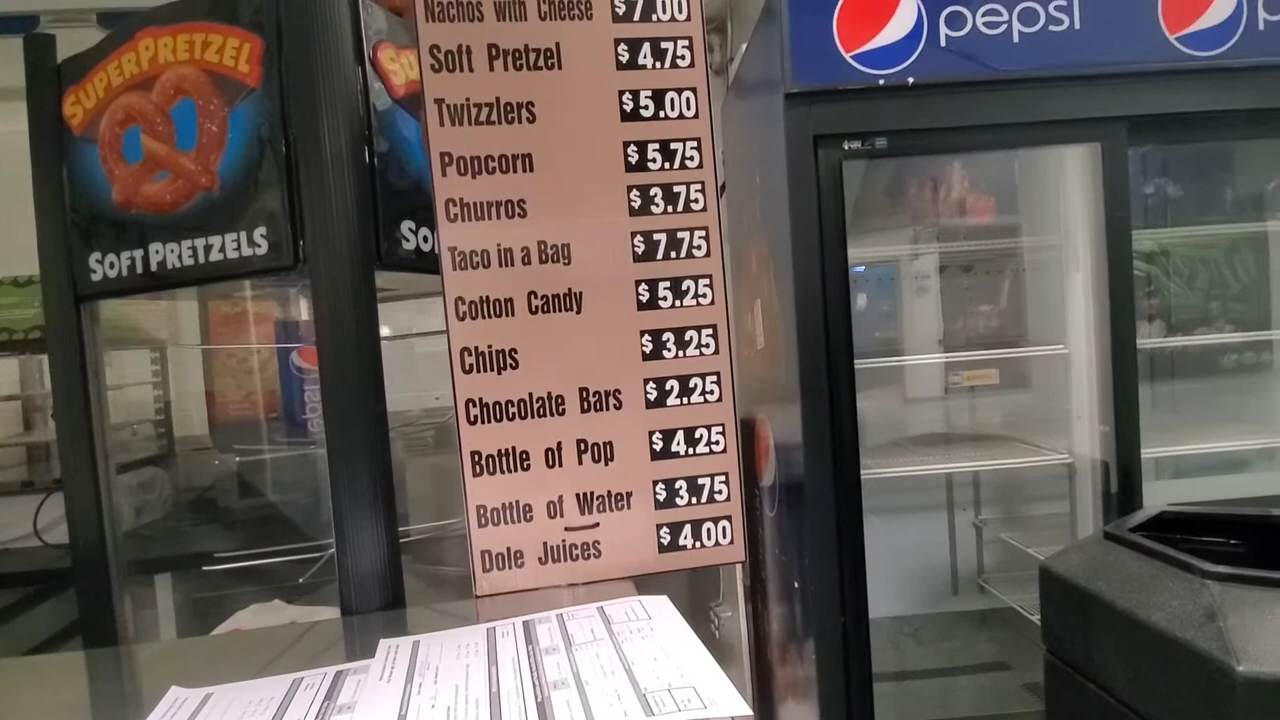 SUPERPRETZEL
SOFT PRETZELS
Su
So
Nachos with Cheese $7.00
Soft Pretzel $4.75
Twizzlers $5.00
Popcorn $5.75
Churros $3.75
Taco in a Bag $7.75
Cotton Candy $5.25
Chips $3.25
Chocolate Bars $2.25
Bottle of Pop $4.25
Bottle of Water $3.75
Dole Juices $4.00
pepsi
p